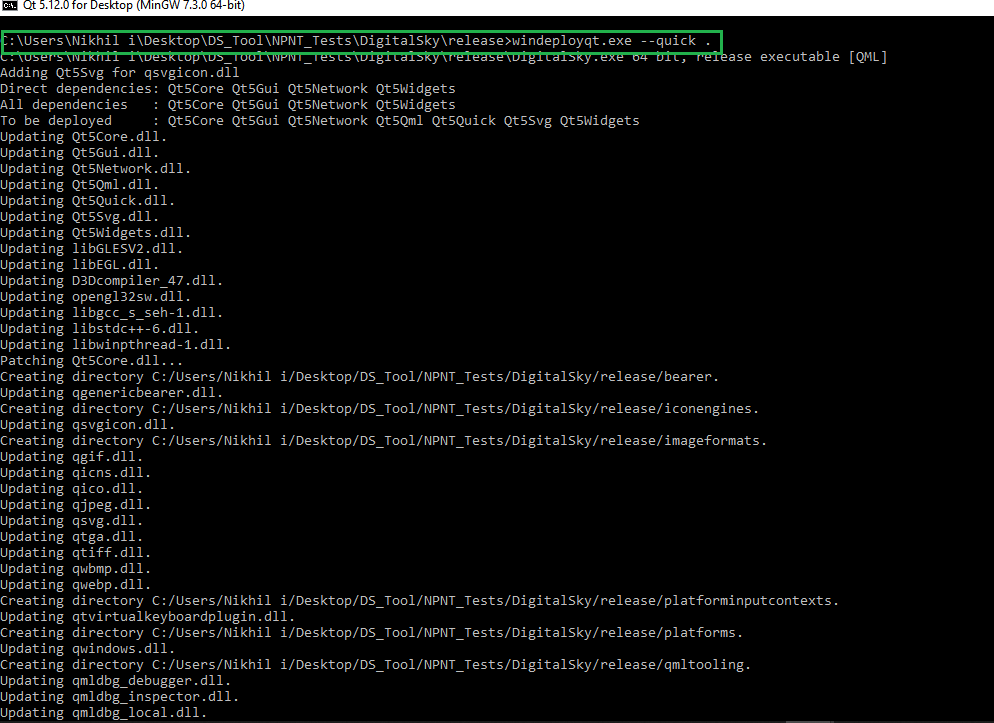 Qt 5.12.0 for Desktop (MinGW 7.3.0 64-bit)
C:\Users\Nikhil i\Desktop\DS_Tool\NPNT_Tests\DigitalSky\release>windeployqt.exe --quick .
C:\Users\Nikhil i\Desktop\DS_Tool\NPNT_Tests\DigitalSky\release\DigitalSky.exe 64 bit, release executable [QML]
Adding Qt5Svg for qsvgicon.dll
Direct dependencies: Qt5Core Qt5Gui Qt5Network Qt5Widgets
All dependencies   : Qt5Core Qt5Gui Qt5Network Qt5Widgets
To be deployed     : Qt5Core Qt5Gui Qt5Network Qt5Qml Qt5Quick Qt5Svg Qt5Widgets
Updating Qt5Core.dll.
Updating Qt5Gui.dll.
Updating Qt5Network.dll.
Updating Qt5Qml.dll.
Updating Qt5Quick.dll.
Updating Qt5Svg.dll.
Updating Qt5Widgets.dll.
Updating libGLESV2.dll.
Updating libEGL.dll.
Updating D3Dcompiler_47.dll.
Updating opengl32sw.dll.
Updating libgcc_s_seh-1.dll.
Updating libstdc++-6.dll.
Updating libwinpthread-1.dll.
Patching Qt5Core.dll...
Creating directory C:/Users/Nikhil i/Desktop/DS_Tool/NPNT_Tests/DigitalSky/release/bearer.
Updating qgenericbearer.dll.
Creating directory C:/Users/Nikhil i/Desktop/DS_Tool/NPNT_Tests/DigitalSky/release/iconengines.
Updating qsvgicon.dll.
Creating directory C:/Users/Nikhil i/Desktop/DS_Tool/NPNT_Tests/DigitalSky/release/imageformats.
Updating qgif.dll.
Updating qicns.dll.
Updating qico.dll.
Updating qjpeg.dll.
Updating qsvg.dll.
Updating qtga.dll.
Updating qtiff.dll.
Updating qwbmp.dll.
Updating qwebp.dll.
Creating directory C:/Users/Nikhil i/Desktop/DS_Tool/NPNT_Tests/DigitalSky/release/platforminputcontexts.
Updating qtvirtualkeyboardplugin.dll.
Creating directory C:/Users/Nikhil i/Desktop/DS_Tool/NPNT_Tests/DigitalSky/release/platforms.
Updating qwindows.dll.
Creating directory C:/Users/Nikhil i/Desktop/DS_Tool/NPNT_Tests/DigitalSky/release/qmltooling.
Updating qmldbg_debugger.dll.
Updating qmldbg_inspector.dll.
Updating qmldbg_local.dll.